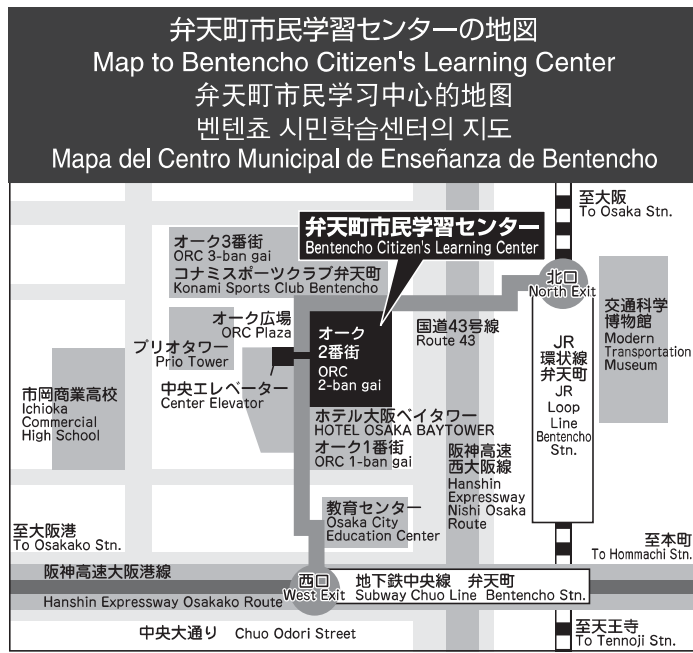 弁天町市民学習センターの地図
Map to Bentencho Citizen's Learning Center
弁天町市民学习中心的地图
벤텐쵸 시민학습센터의 지도
Mapa del Centro Municipal de Enseñanza de Bentencho
至大阪
To Osaka Stn.
弁天町市民学習センター
Bentencho Citizen's Learning Center
オーク3番街
ORC 3-ban gai
コナミスポーツクラブ弁天町
Konami Sports Club Bentencho
北口
North Exit
オーク広場
ORC Plaza
プリオタワー
Prio Tower
中央エレベーター
Center Elevator
オーク
2番街
ORC
2-ban gai
国道43号線
Route 43
交通科学
博物館
Modern
Transportation
Museum
JR
環状線
弁天町
JR
Loop
Line
Bentencho
Stn.
市岡商業高校
Ichioka
Commercial
High School
ホテル大阪ベイタワー
HOTEL OSAKA BAYTOWER
オーク1番街
ORC 1-ban gai
阪神高速
西大阪線
Hanshin
Expressway
Nishi Osaka
Route
教育センター
Osaka City
Education Center
至大阪港
To Osakako Stn.
至本町
To Hommachi Stn.
阪神高速大阪港線
Hanshin Expressway Osakako Route
西口
West Exit
地下鉄中央線 弁天町
Subway Chuo Line Bentencho Stn.
中央大通り Chuo Odori Street
至天王寺
To Tennoji Stn.